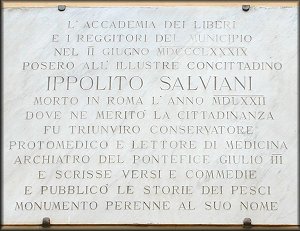 L'ACCADEMIA DEI LIBERI
E I REGGITORI DEL MUNICIPIO
NEL II GIUGNO MDCCCLXXXIX
POSERO ALL'ILLUSTRE CONCITTADINO
IPPOLITO SALVIANI
MORTO IN ROMA L'ANNO MDLXXII
DOVE NE MERITÒ LA CITTADINANZA
FU TRIUNVIRO CONSERVATORE
PROTOMEDICO E LETTORE DI MEDICINA
ARCHIATRO DEL PONTEFICE GIULIO III
E SCRISSE VERSI E COMMEDIE
E PUBBLICÒ LE STORIE DEI PESCI
MONUMENTO PERENNE AL SUO NOME